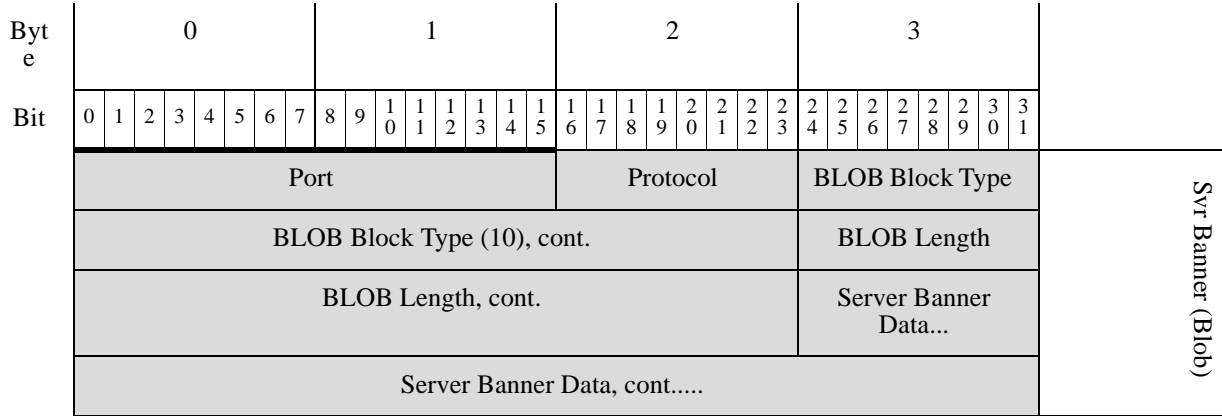 Byt
e
0 1 2 3
Bit
0 1 2 3 4 5 6 7 8 9 10 11 12 13 14 15 16 17 18 19 20 21 22 23 24 25 26 27 28 29 30 31
Port Protocol BLOB Block Type
BLOB Block Type (10), cont. BLOB Length
BLOB Length, cont. Server Banner
Data...
Server Banner Data, cont.....
Svr Banner (Blob)